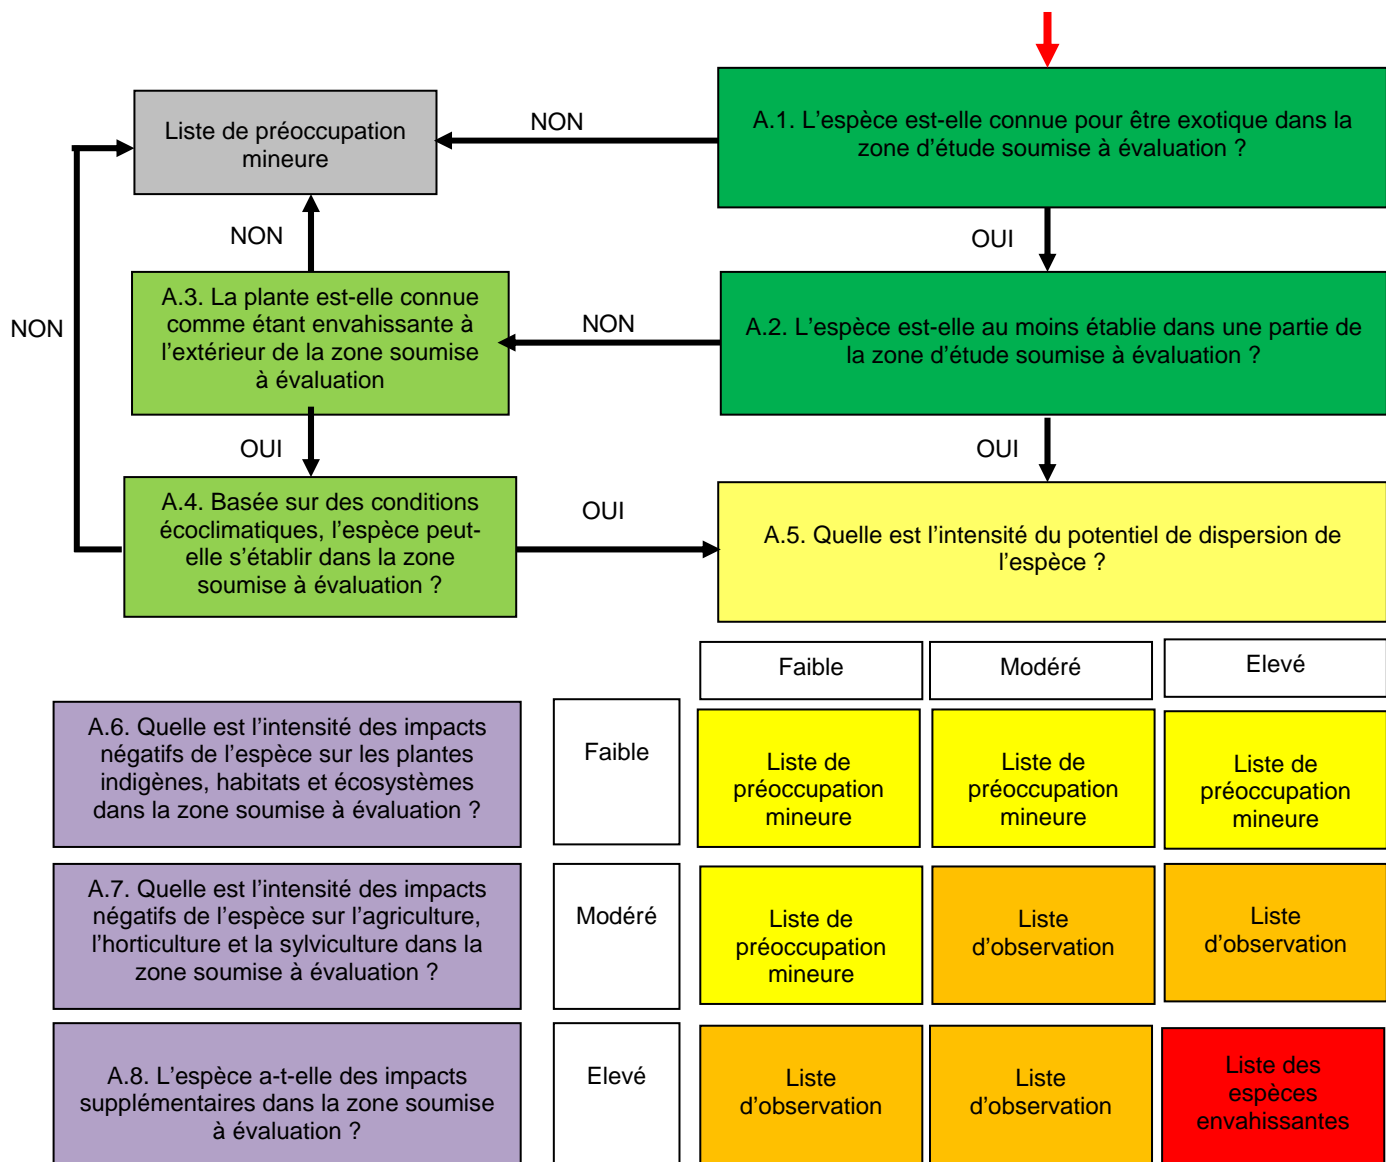 Liste de préoccupation
mineure
NON
A.1. L'espèce est-elle connue pour être exotique dans la
zone d'étude soumise à évaluation ?
NON
OUI
NON
A.3. La plante est-elle connue
comme étant envahissante à
l'extérieur de la zone soumise
à évaluation
NON
A.2. L'espèce est-elle au moins établie dans une partie de
la zone d'étude soumise à évaluation ?
OUI
OUI
A.4. Basée sur des conditions
écoclimatiques, l'espèce peut-
elle s'établir dans la zone
soumise à évaluation ?
OUI
A.5. Quelle est l'intensité du potentiel de dispersion de
l'espèce ?
Faible
Modéré
Elevé
A.6. Quelle est l'intensité des impacts
négatifs de l'espèce sur les plantes
indigènes, habitats et écosystèmes
dans la zone soumise à évaluation ?
Faible
Liste de
préoccupation
mineure
Liste de
préoccupation
mineure
Liste de
préoccupation
mineure
A.7. Quelle est l'intensité des impacts
négatifs de l'espèce sur l'agriculture,
l'horticulture et la sylviculture dans la
zone soumise à évaluation ?
Modéré
Liste de
préoccupation
mineure
Liste
d'observation
Liste
d'observation
A.8. L'espèce a-t-elle des impacts
supplémentaires dans la zone soumise
à évaluation ?
Elevé
Liste
d'observation
Liste
d'observation
Liste des
espèces
envahissantes